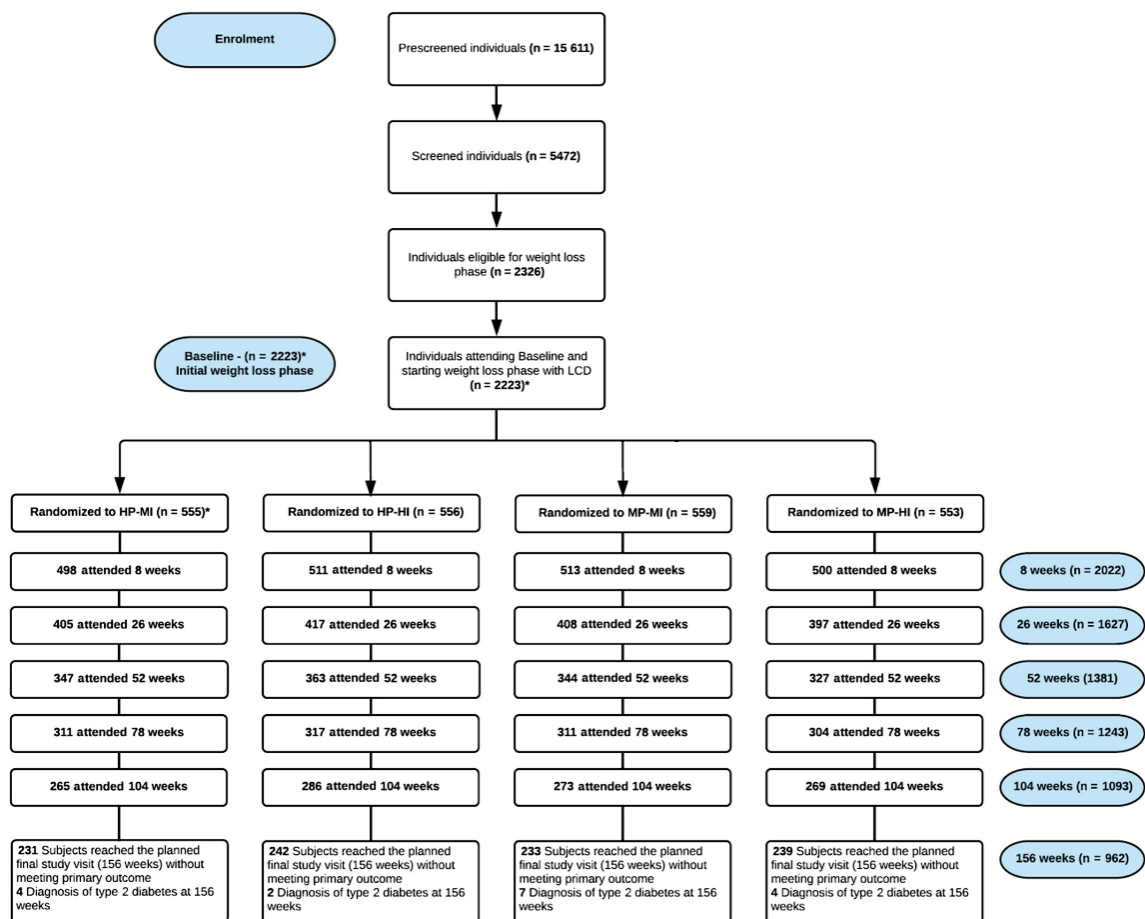 Enrolment
Prescreened individuals (n = 15 611)
Screened individuals (n = 5472)
Individuals eligible for weight loss
phase (n = 2326)
Baseline - (n = 2223)*
Initial weight loss phase
Individuals attending Baseline and
starting weight loss phase with LCD
(n = 2223)*
Randomized to HP-MI (n = 555)*
Randomized to HP-HI (n = 556)
Randomized to MP-MI (n = 559)
Randomized to MP-HI (n = 553)
498 attended 8 weeks
511 attended 8 weeks
513 attended 8 weeks
500 attended 8 weeks
8 weeks (n = 2022)
405 attended 26 weeks
417 attended 26 weeks
408 attended 26 weeks
397 attended 26 weeks
26 weeks (n = 1627)
347 attended 52 weeks
363 attended 52 weeks
344 attended 52 weeks
327 attended 52 weeks
52 weeks (1381)
311 attended 78 weeks
317 attended 78 weeks
311 attended 78 weeks
304 attended 78 weeks
78 weeks (n = 1243)
265 attended 104 weeks
286 attended 104 weeks
273 attended 104 weeks
269 attended 104 weeks
104 weeks (n = 1093)
231 Subjects reached the planned
final study visit (156 weeks) without
meeting primary outcome
4 Diagnosis of type 2 diabetes at 156
weeks
242 Subjects reached the planned
final study visit (156 weeks) without
meeting primary outcome
2 Diagnosis of type 2 diabetes at 156
weeks
233 Subjects reached the planned
final study visit (156 weeks) without
meeting primary outcome
7 Diagnosis of type 2 diabetes at 156
weeks
239 Subjects reached the planned
final study visit (156 weeks) without
meeting primary outcome
4 Diagnosis of type 2 diabetes at 156
weeks
156 weeks (n = 962)